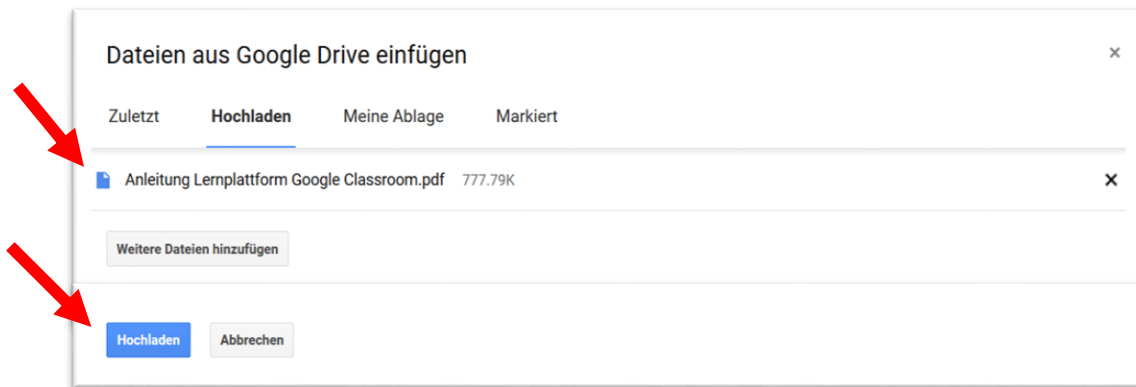 Dateien aus Google Drive einfügen
Zuletzt Hochladen Meine Ablage Markiert
Anleitung Lernplattform Google Classroom.pdf 777.79K
Weitere Dateien hinzufügen
Hochladen Abbrechen